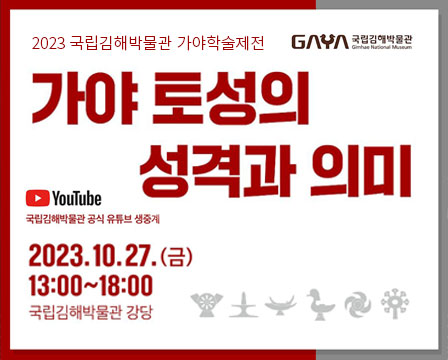 2023 국립김해박물관 가야학술제전
GAYA 국립김해박물관
Gimhae National Museum
가야 토성의
성격과 의미
YouTube
국립김해박물관 공식 유튜브 생중계
2023.10.27.(금)
13:00~18:00
국립김해박물관 강당